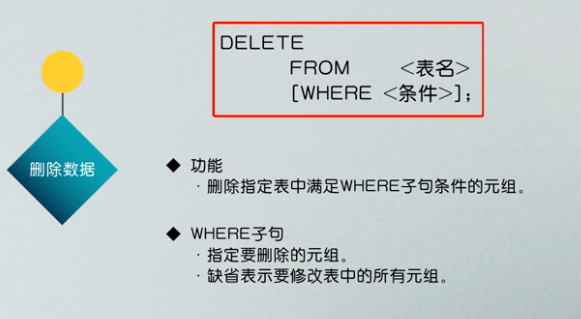 DELETE
FROM <表名>
[WHERE <条件>];
删除数据
◆ 功能
· 删除指定表中满足WHERE子句条件的元组。
◆ WHERE子句
· 指定要删除的元组。
· 缺省表示要修改表中的所有元组。